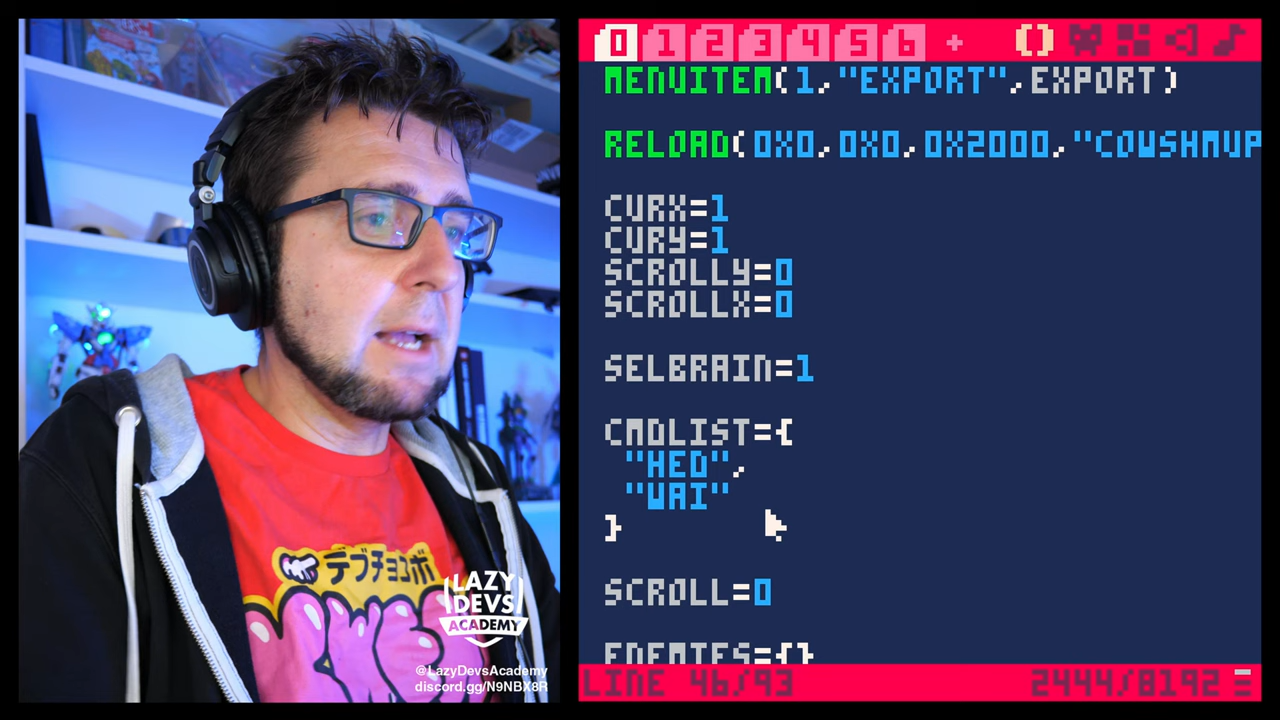 0 1 2 3 4 5 6 +
MENUITEM(1,"EXPORT",EXPORT)
RELOAD(0X0,0X0,0X2000,"COWSHMUP
CURX=1
CURY=1
SCROLLY=0
SCROLLX=0
SELBRAIN=1
CMDLIST={
"HED",
"WAI"
}
SCROLL=0
ENEMIES={}
LINE 46/93
2444/8192
デブチョコボ
LAZY
DEVS
ACADEMY
@LazyDevsAcademy
discord.gg/N9NBX8R